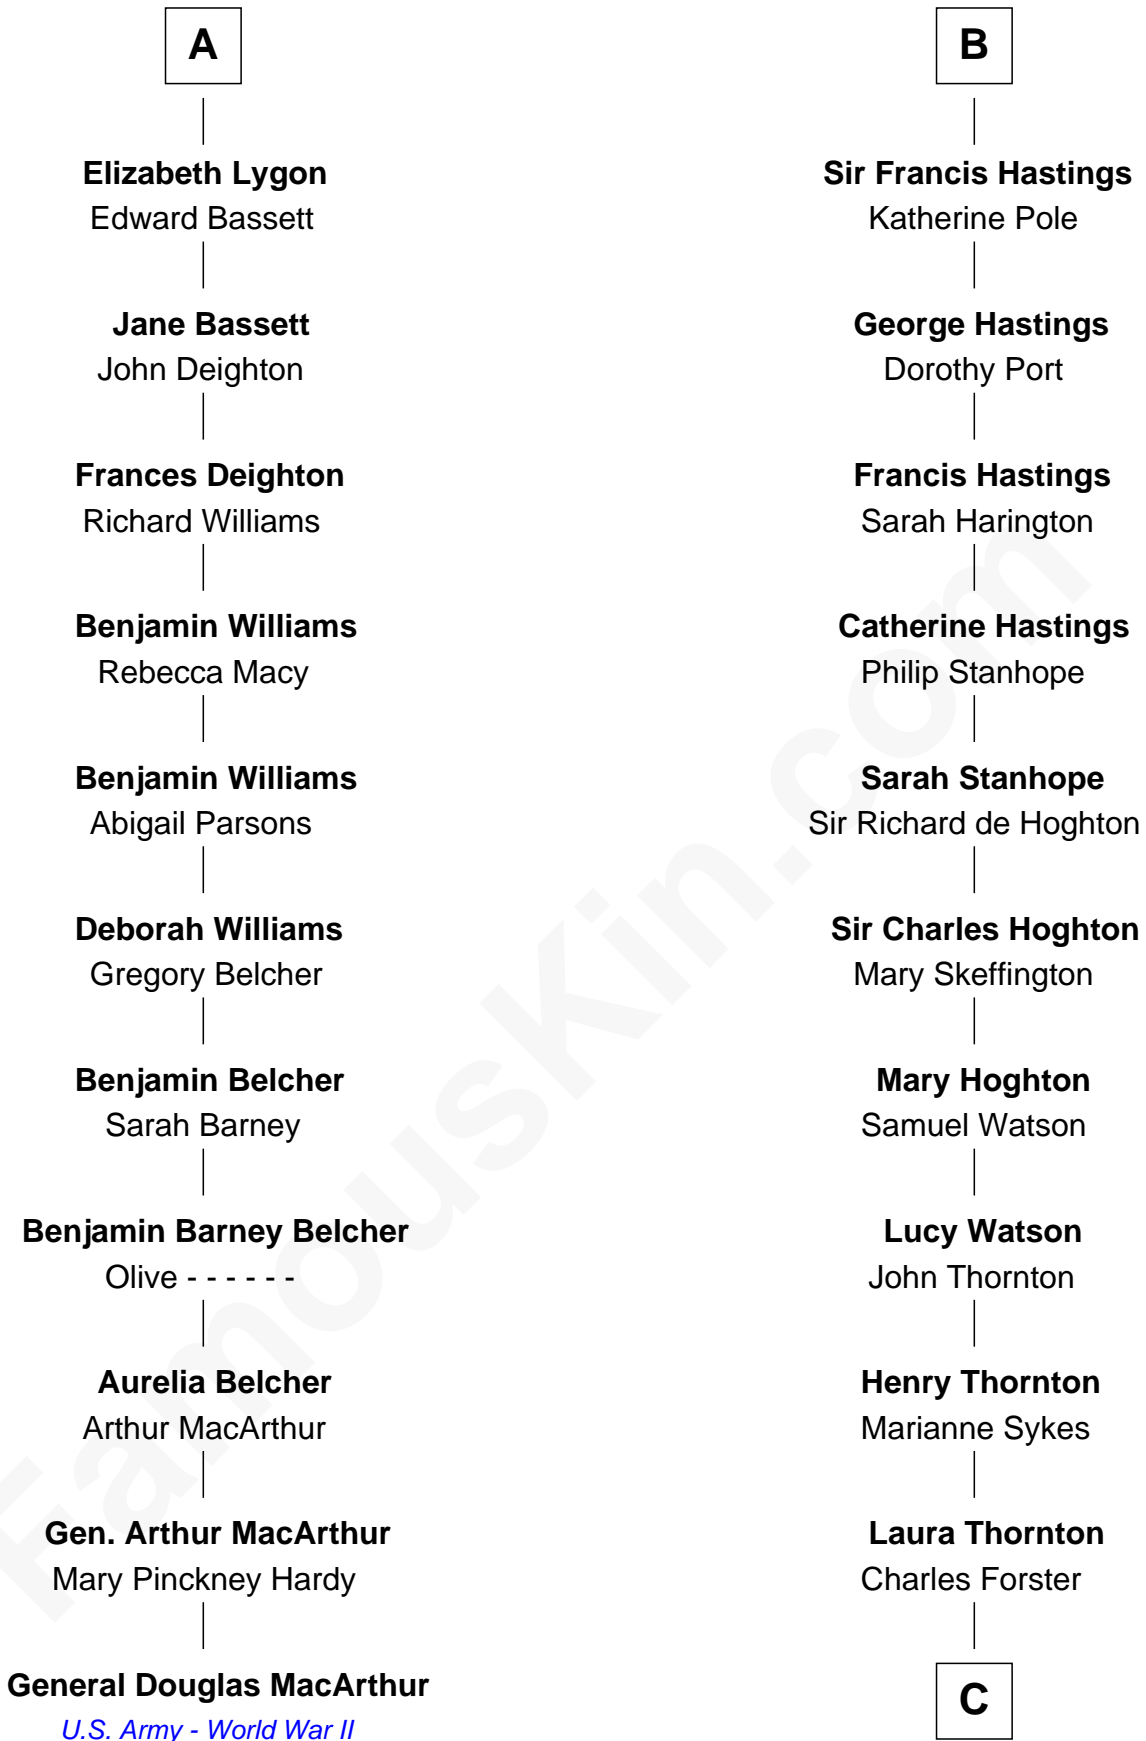 A
Elizabeth Lygon
Edward Bassett
Jane Bassett
John Deighton
Frances Deighton
Richard Williams
Benjamin Williams
Rebecca Macy
Benjamin Williams
Abigail Parsons
Deborah Williams
Gregory Belcher
Benjamin Belcher
Sarah Barney
Benjamin Barney Belcher
Olive - - - - - -
Aurelia Belcher
Arthur MacArthur
Gen. Arthur MacArthur
Mary Pinckney Hardy
General Douglas MacArthur
U.S. Army - World War II
B
Sir Francis Hastings
Katherine Pole
George Hastings
Dorothy Port
Francis Hastings
Sarah Harington
Catherine Hastings
Philip Stanhope
Sarah Stanhope
Sir Richard de Hoghton
Sir Charles Hoghton
Mary Skeffington
Mary Hoghton
Samuel Watson
Lucy Watson
John Thornton
Henry Thornton
Marianne Sykes
Laura Thornton
Charles Forster
C
FamousKin.com